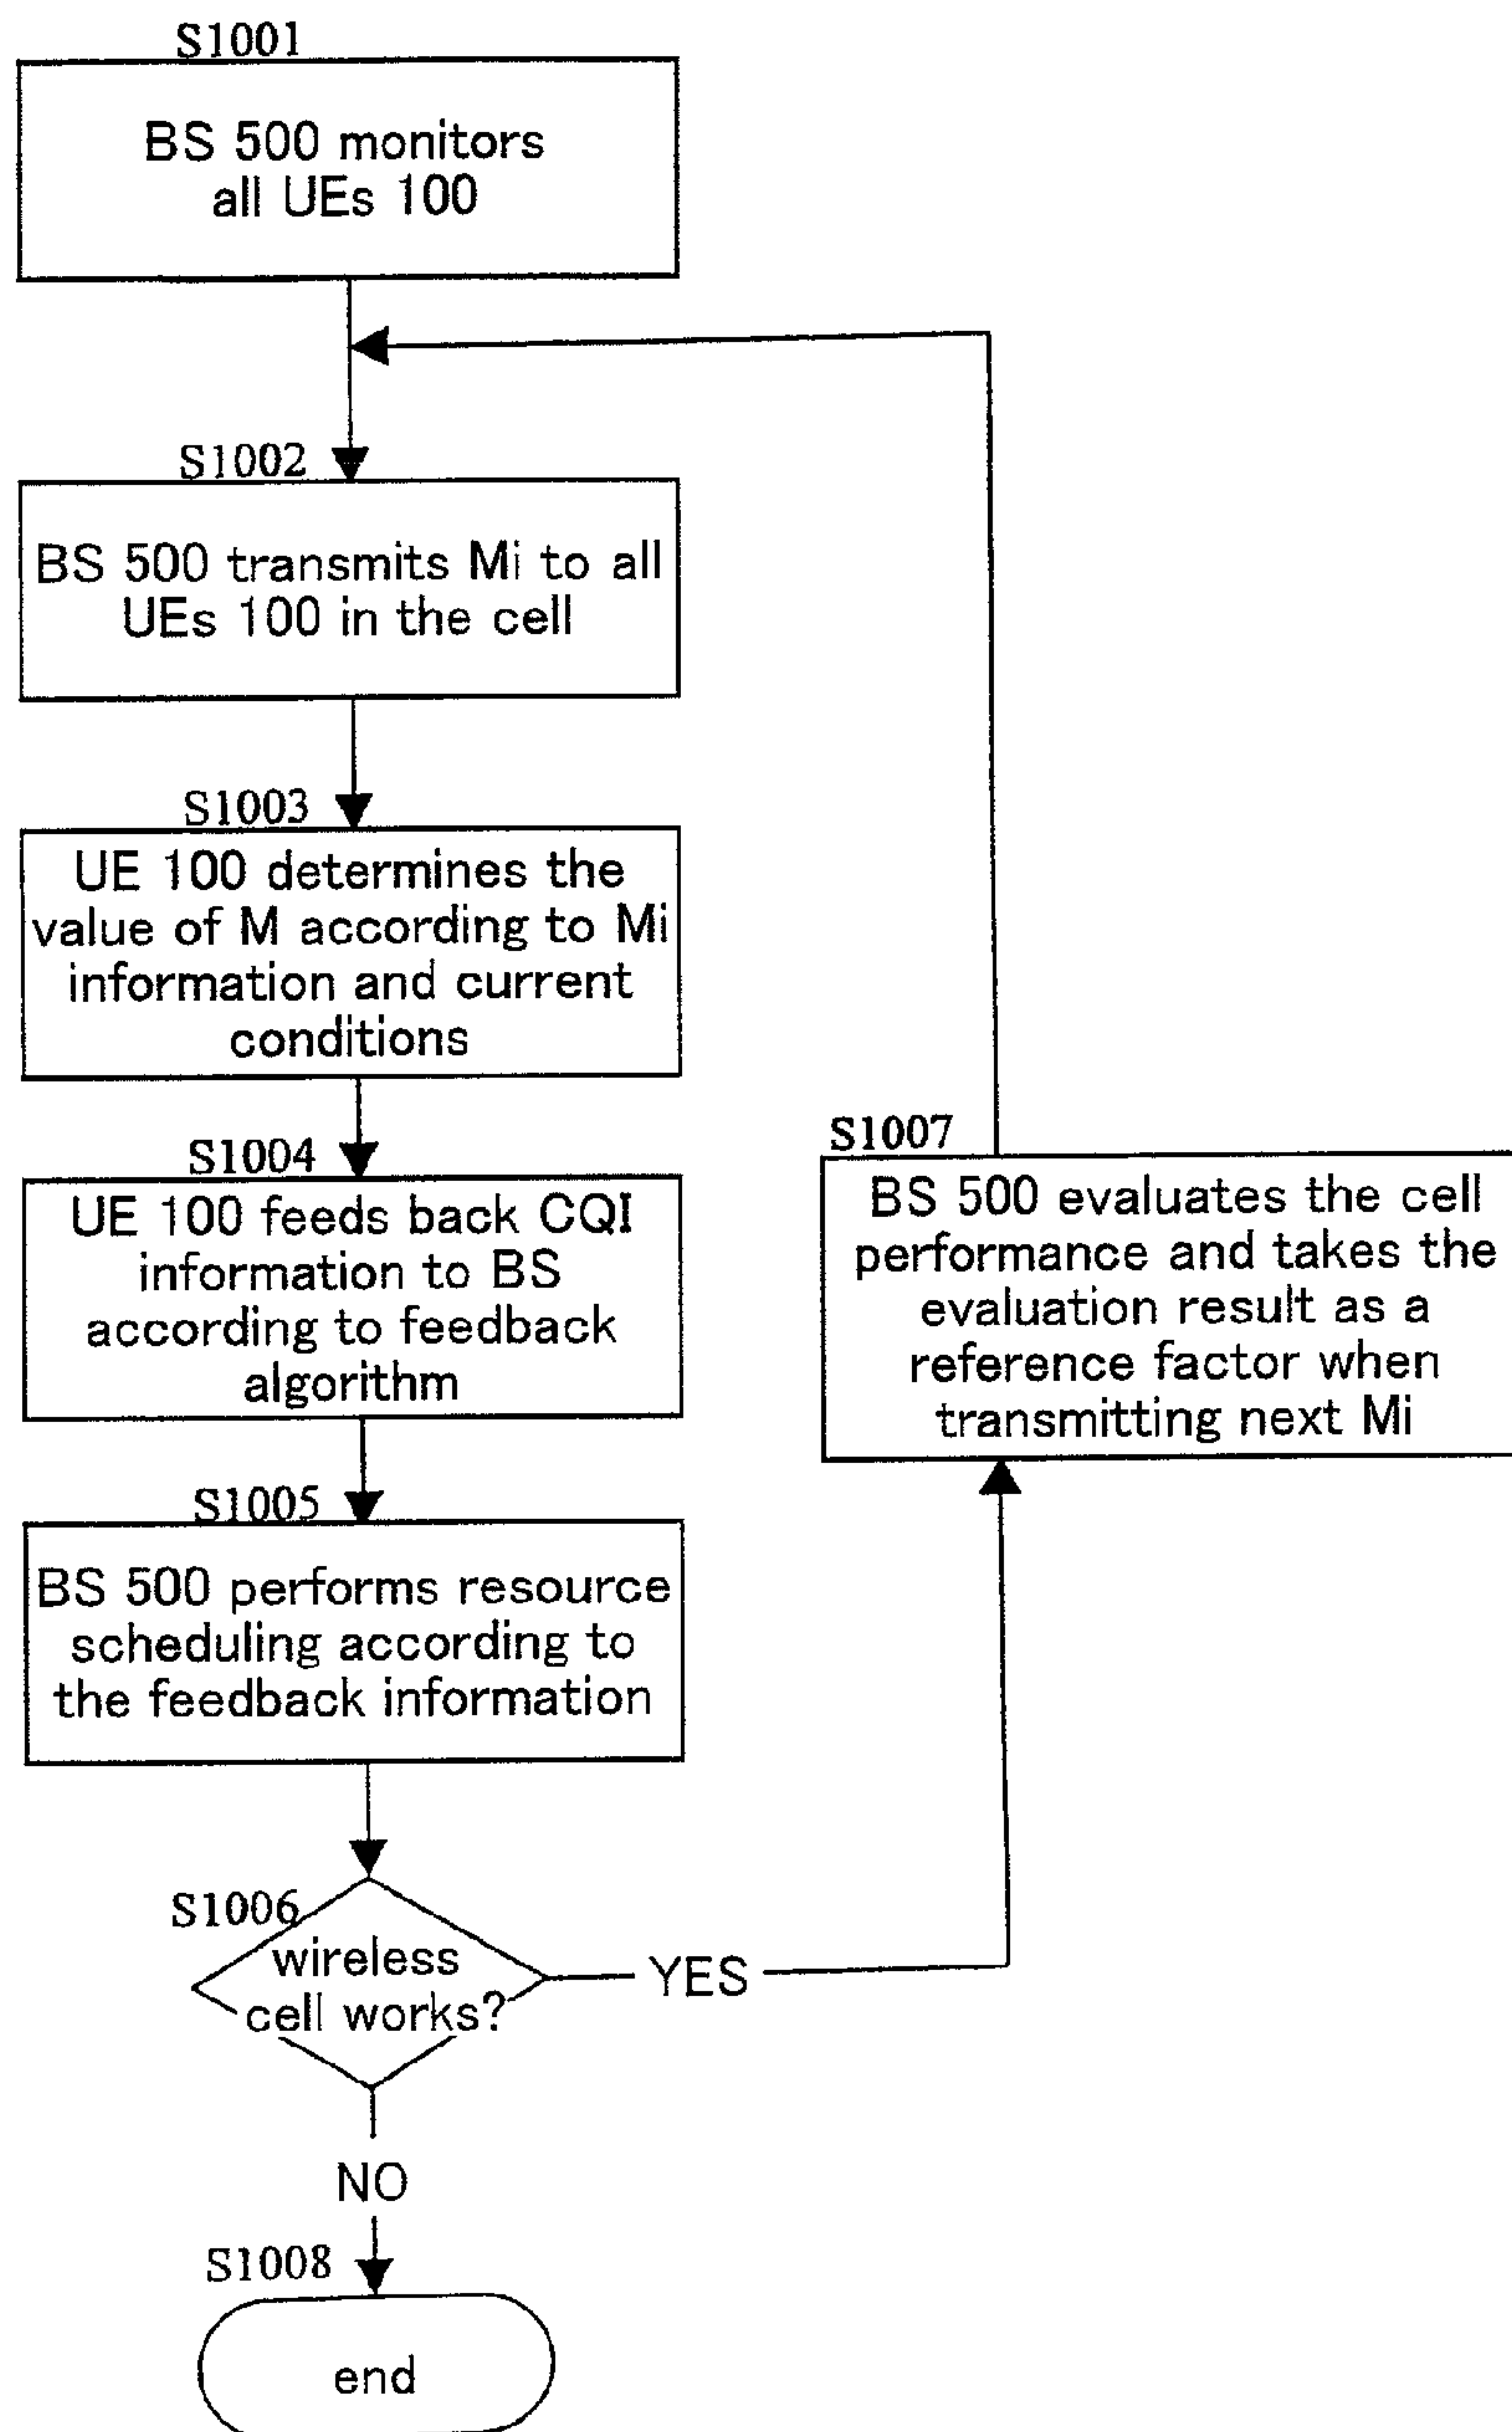 S1001
BS 500 monitors
all UEs 100
S1002
BS 500 transmits Mi to all
UEs 100 in the cell
S1003
UE 100 determines the
value of M according to Mi
information and current
conditions
S1004
UE 100 feeds back CQI
information to BS
according to feedback
algorithm
S1005
BS 500 performs resource
scheduling according to
the feedback information
S1006
wireless
cell works?
YES
S1007
BS 500 evaluates the cell
performance and takes the
evaluation result as a
reference factor when
transmitting next Mi
NO
S1008
end